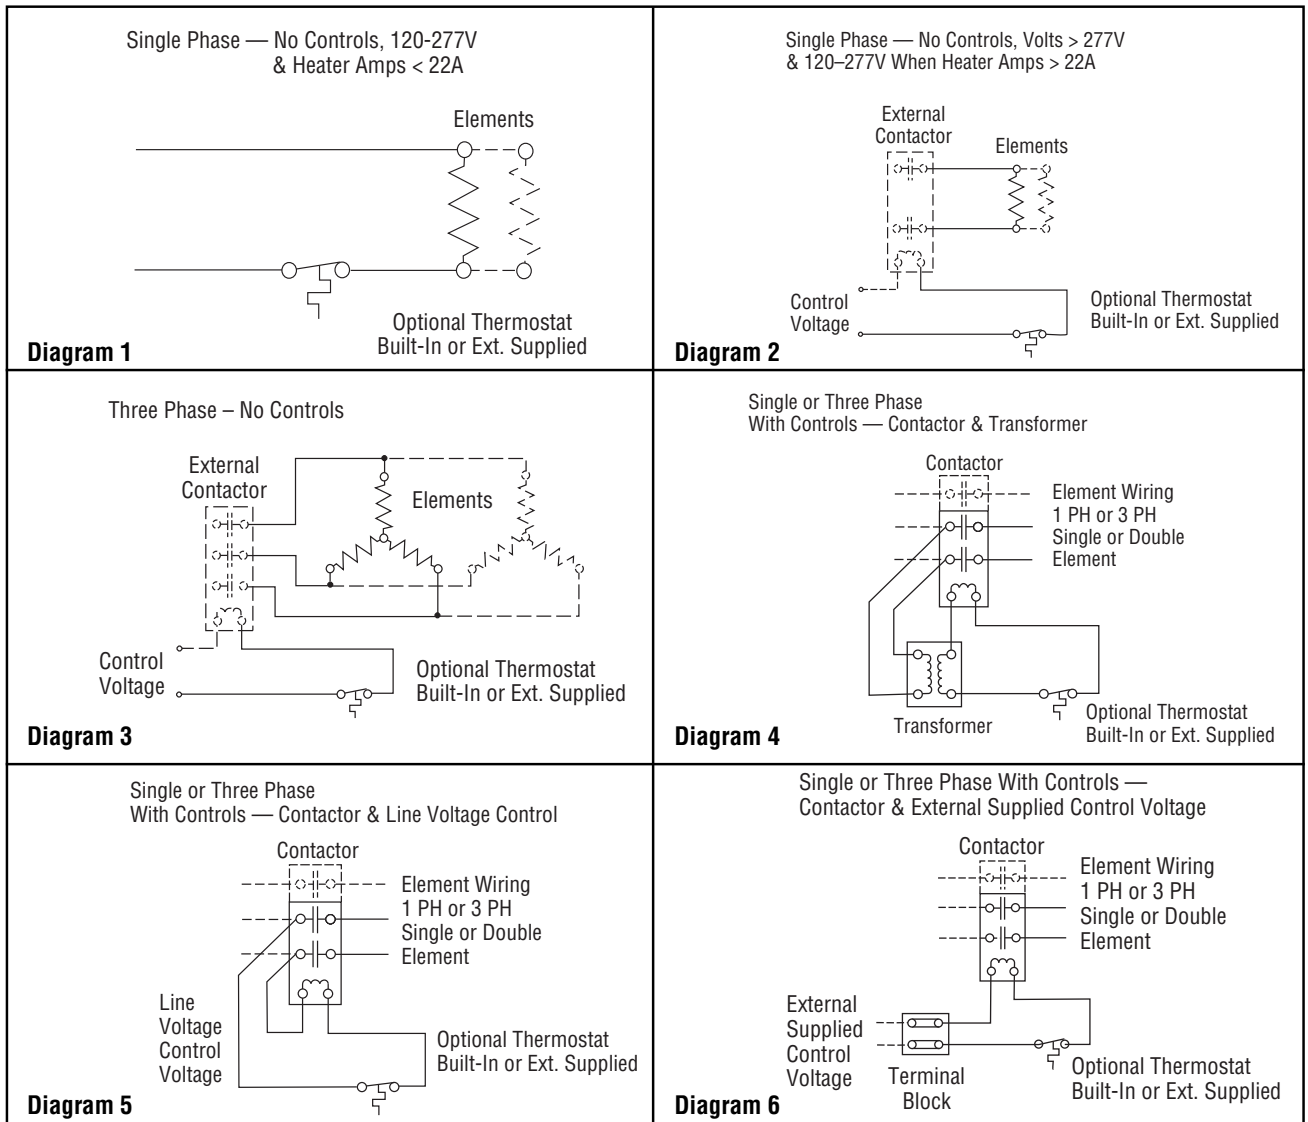 Single Phase — No Controls, 120-277V
& Heater Amps < 22A
Elements
Optional Thermostat
Built-In or Ext. Supplied
Diagram 1
Single Phase — No Controls, Volts > 277V
& 120–277V When Heater Amps > 22A
External
Contactor
Elements
Control
Voltage
Optional Thermostat
Built-In or Ext. Supplied
Diagram 2
Three Phase – No Controls
External
Contactor
Elements
Control
Voltage
Optional Thermostat
Built-In or Ext. Supplied
Diagram 3
Single or Three Phase
With Controls — Contactor & Transformer
Contactor
Element Wiring
1 PH or 3 PH
Single or Double
Element
Transformer
Optional Thermostat
Built-In or Ext. Supplied
Diagram 4
Single or Three Phase
With Controls — Contactor & Line Voltage Control
Contactor
Element Wiring
1 PH or 3 PH
Single or Double
Element
Line
Voltage
Control
Voltage
Optional Thermostat
Built-In or Ext. Supplied
Diagram 5
Single or Three Phase With Controls —
Contactor & External Supplied Control Voltage
Contactor
Element Wiring
1 PH or 3 PH
Single or Double
Element
External
Supplied
Control
Voltage
Terminal
Block
Optional Thermostat
Built-In or Ext. Supplied
Diagram 6